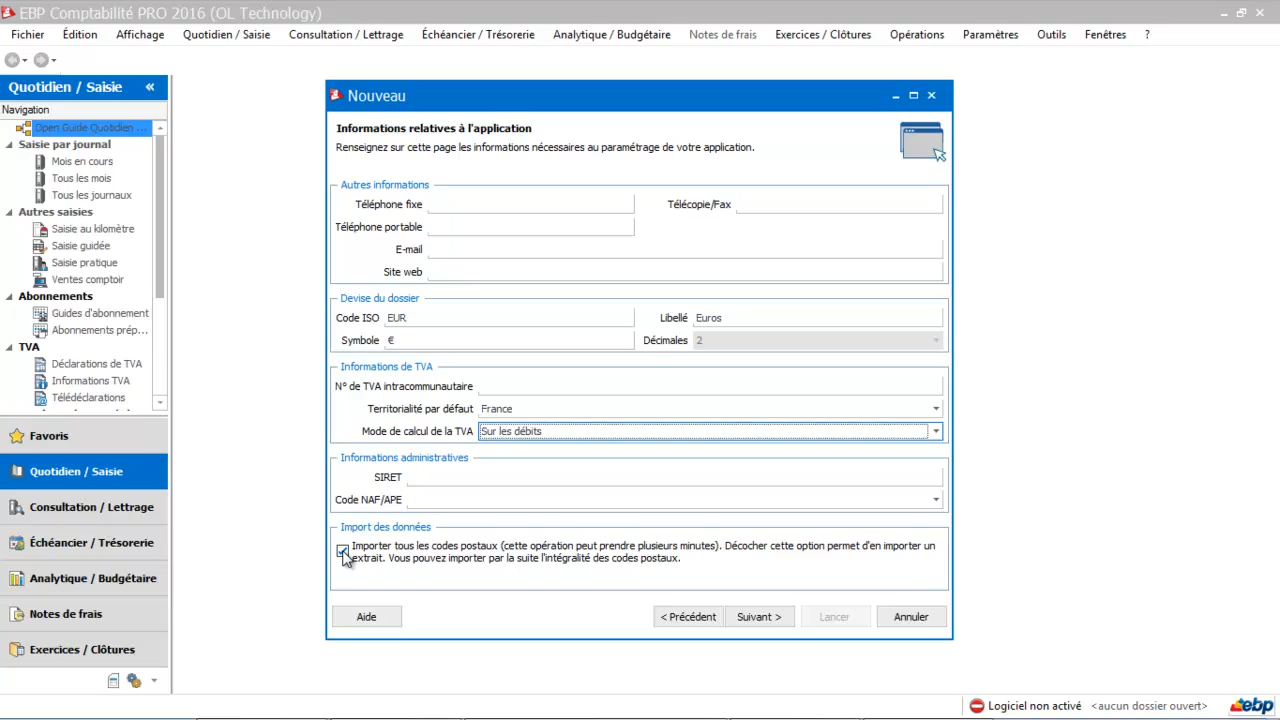 EBP Comptabilité PRO 2016 (OL Technology)
Fichier Édition Affichage Quotidien / Saisie Consultation / Lettrage Échéancier / Trésorerie Analytique / Budgétaire Notes de frais Exercices / Clôtures Opérations Paramètres Outils Fenêtres ?
Quotidien / Saisie «
Navigation
Open Guide Quotidien ...
Saisie par journal
Mois en cours
Tous les mois
Tous les journaux
Autres saisies
Saisie au kilomètre
Saisie guidée
Saisie pratique
Ventes comptoir
Abonnements
Guides d'abonnement
Abonnements prép...
TVA
Déclarations de TVA
Informations TVA
Télédéclarations
Favoris
Quotidien / Saisie
Consultation / Lettrage
Échéancier / Trésorerie
Analytique / Budgétaire
Notes de frais
Exercices / Clôtures
Nouveau
Informations relatives à l'application
Renseignez sur cette page les informations nécessaires au paramétrage de votre application.
Autres informations
Téléphone fixe Télécopie/Fax
Téléphone portable
E-mail
Site web
Devise du dossier
Code ISO EUR Libellé Euros
Symbole € Décimales 2
Informations de TVA
N° de TVA intracommunautaire
Territorialité par défaut France
Mode de calcul de la TVA Sur les débits
Informations administratives
SIRET
Code NAF/APE
Import des données
Importer tous les codes postaux (cette opération peut prendre plusieurs minutes). Décocher cette option permet d'en importer un
extrait. Vous pouvez importer par la suite l'intégralité des codes postaux.
Aide < Précédent Suivant > Lancer Annuler
Logiciel non activé <aucun dossier ouvert> ebp